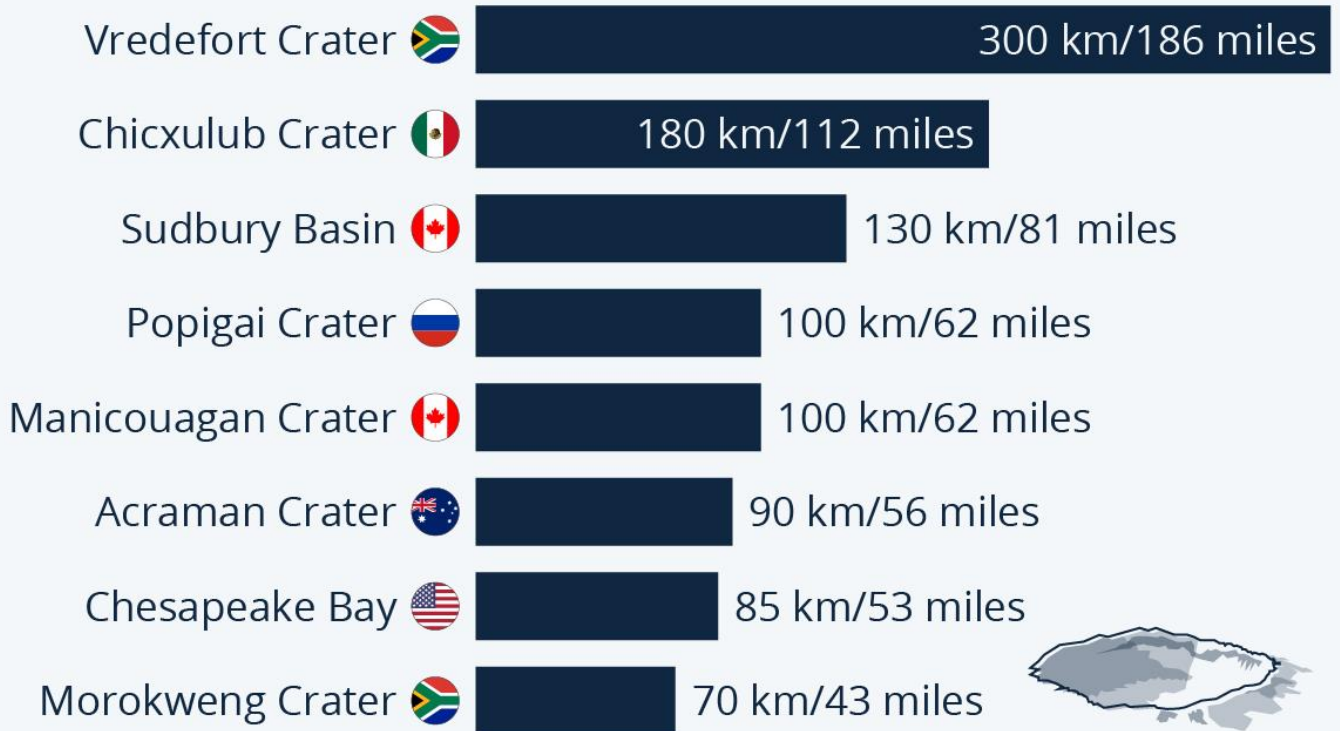 Vredefort Crater 300 km/186 miles
Chicxulub Crater 180 km/112 miles
Sudbury Basin 130 km/81 miles
Popigai Crater 100 km/62 miles
Manicouagan Crater 100 km/62 miles
Acraman Crater 90 km/56 miles
Chesapeake Bay 85 km/53 miles
Morokweng Crater 70 km/43 miles